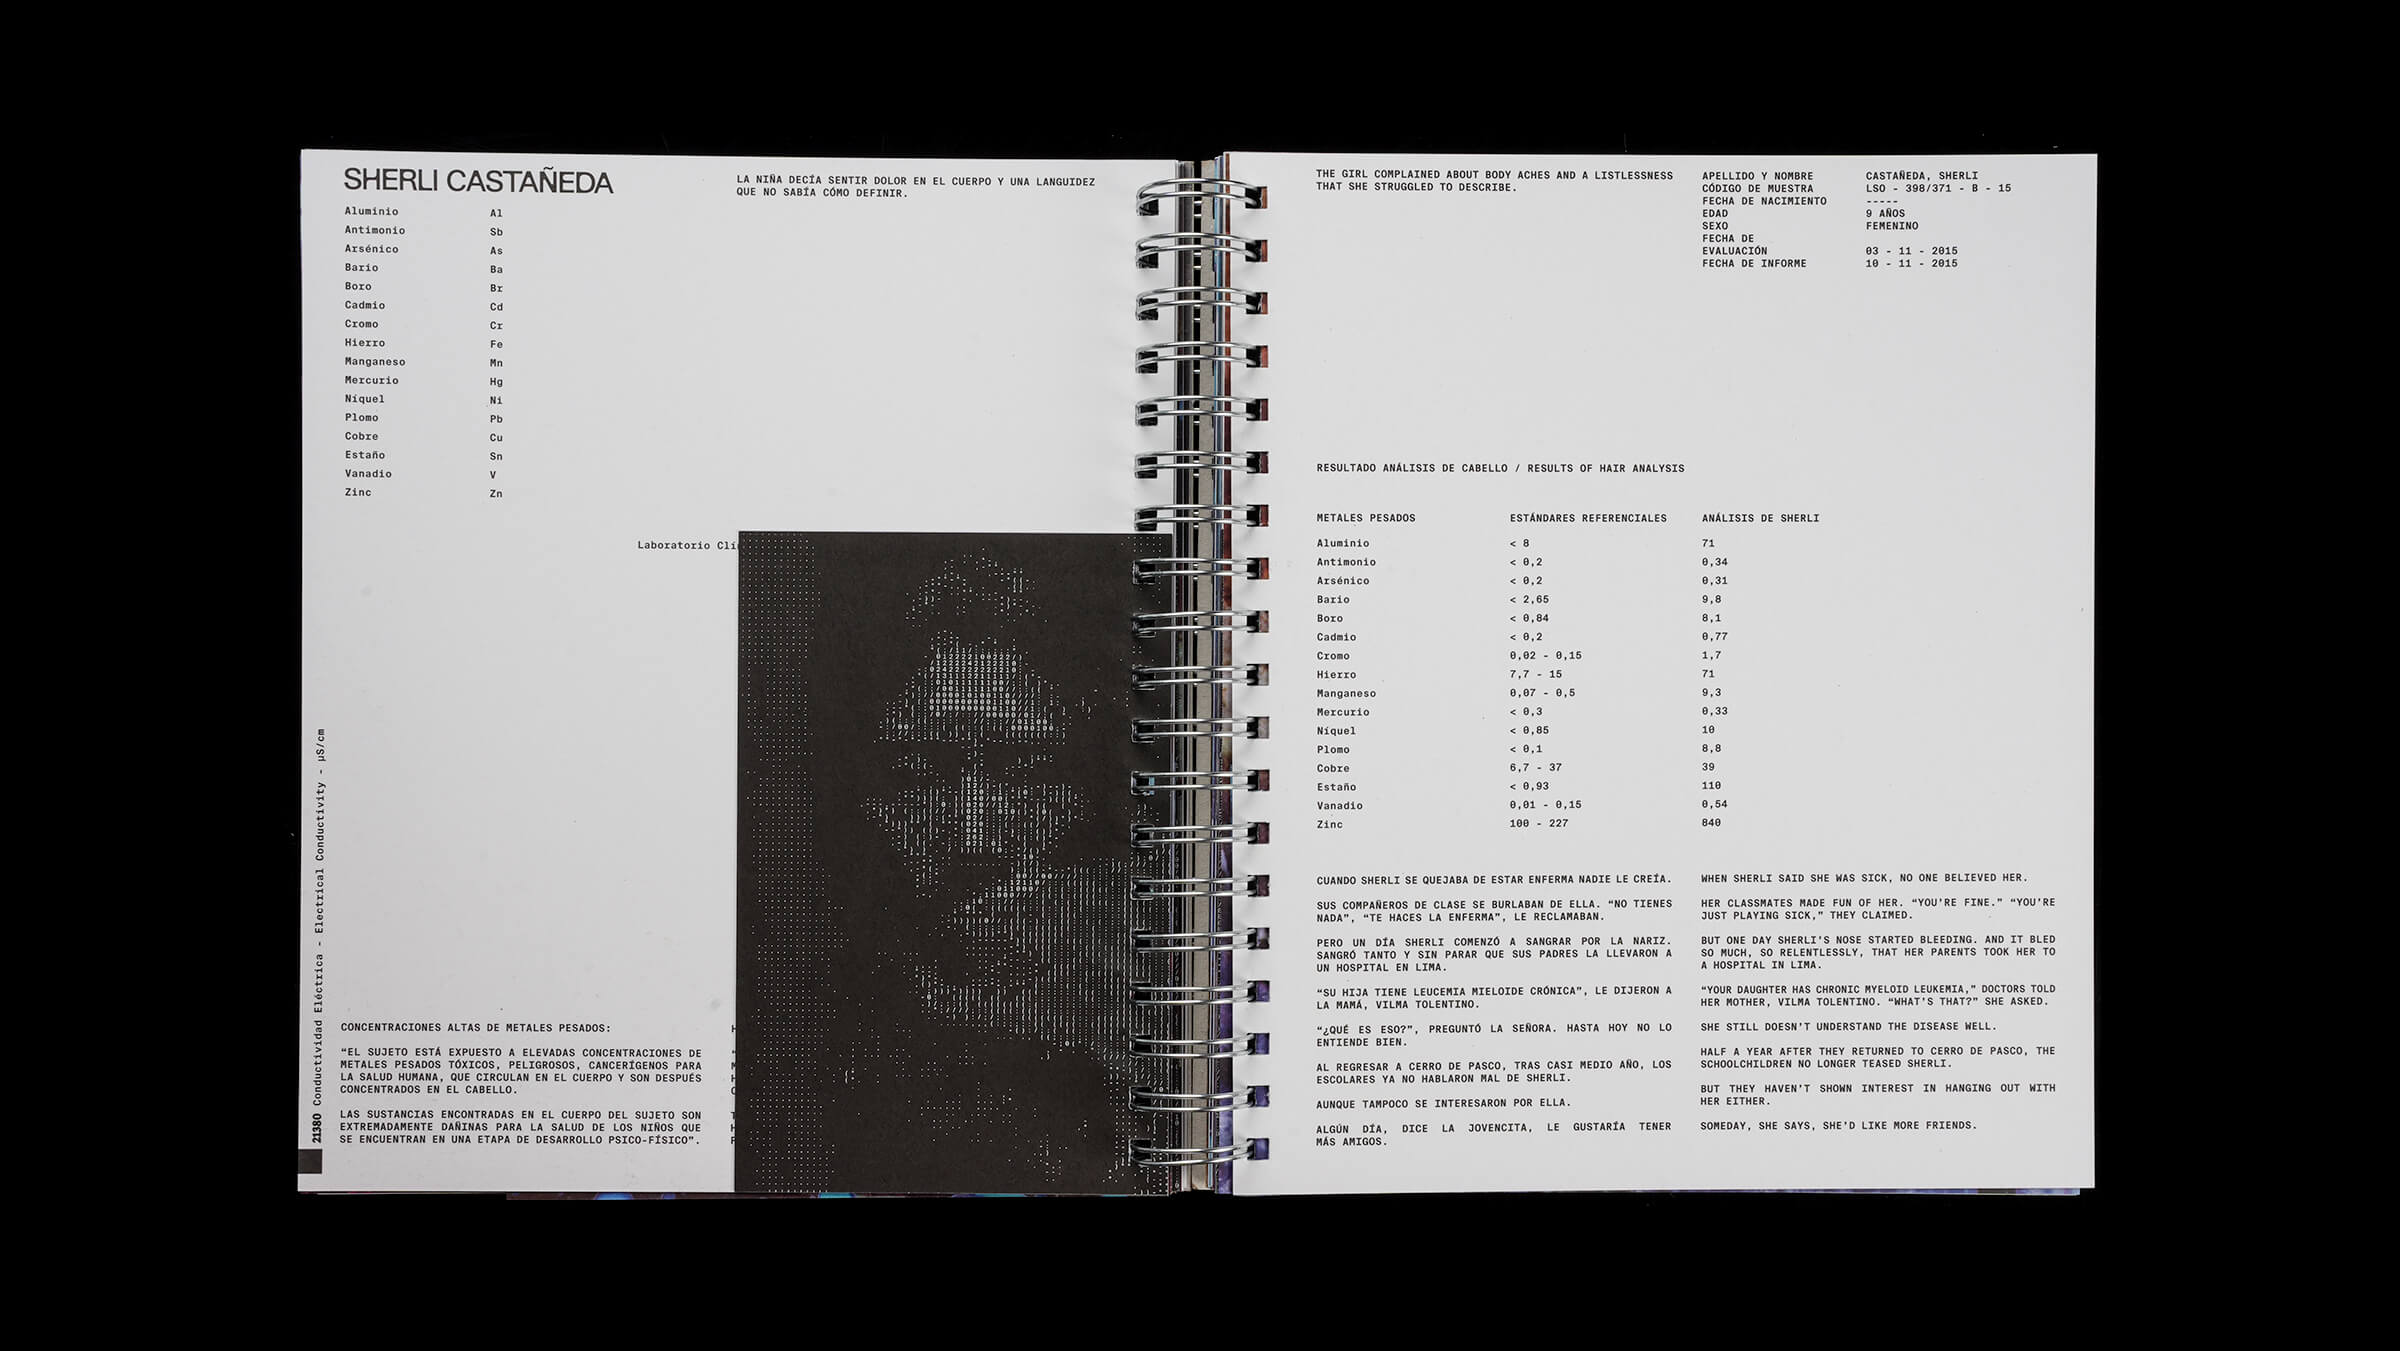 SHERLI CASTAÑEDA
Aluminio Al
Antimonio Sb
Arsénico As
Bario Ba
Boro Br
Cadmio Cd
Cromo Cr
Hierro Fe
Manganeso Mn
Mercurio Hg
Níquel Ni
Plomo Pb
Cobre Cu
Estaño Sn
Vanadio V
Zinc Zn
LA NIÑA DECÍA SENTIR DOLOR EN EL CUERPO Y UNA LANGUIDEZ
QUE NO SABÍA CÓMO DEFINIR.
Laboratorio Clí
21380 Conductividad Eléctrica - Electrical Conductivity - µS/cm
CONCENTRACIONES ALTAS DE METALES PESADOS:
“EL SUJETO ESTÁ EXPUESTO A ELEVADAS CONCENTRACIONES DE
METALES PESADOS TÓXICOS, PELIGROSOS, CANCERÍGENOS PARA
LA SALUD HUMANA, QUE CIRCULAN EN EL CUERPO Y SON DESPUÉS
CONCENTRADOS EN EL CABELLO.
LAS SUSTANCIAS ENCONTRADAS EN EL CUERPO DEL SUJETO SON
EXTREMADAMENTE DAÑINAS PARA LA SALUD DE LOS NIÑOS QUE
SE ENCUENTRAN EN UNA ETAPA DE DESARROLLO PSICO-FÍSICO”.
THE GIRL COMPLAINED ABOUT BODY ACHES AND A LISTLESSNESS
THAT SHE STRUGGLED TO DESCRIBE.
APELLIDO Y NOMBRE CASTAÑEDA, SHERLI
CÓDIGO DE MUESTRA LSO - 398/371 - B - 15
FECHA DE NACIMIENTO -----
EDAD 9 AÑOS
SEXO FEMENINO
FECHA DE
EVALUACIÓN 03 - 11 - 2015
FECHA DE INFORME 10 - 11 - 2015
RESULTADO ANÁLISIS DE CABELLO / RESULTS OF HAIR ANALYSIS
METALES PESADOS ESTÁNDARES REFERENCIALES ANÁLISIS DE SHERLI
Aluminio < 8 71
Antimonio < 0,2 0,34
Arsénico < 0,2 0,31
Bario < 2,65 9,8
Boro < 0,84 8,1
Cadmio < 0,2 0,77
Cromo 0,02 - 0,15 1,7
Hierro 7,7 - 15 71
Manganeso 0,07 - 0,5 9,3
Mercurio < 0,3 0,33
Níquel < 0,85 10
Plomo < 0,1 8,8
Cobre 6,7 - 37 39
Estaño < 0,93 110
Vanadio 0,01 - 0,15 0,54
Zinc 100 - 227 840
CUANDO SHERLI SE QUEJABA DE ESTAR ENFERMA NADIE LE CREÍA.
SUS COMPAÑEROS DE CLASE SE BURLABAN DE ELLA. “NO TIENES
NADA”, “TE HACES LA ENFERMA”, LE RECLAMABAN.
PERO UN DÍA SHERLI COMENZÓ A SANGRAR POR LA NARIZ.
SANGRÓ TANTO Y SIN PARAR QUE SUS PADRES LA LLEVARON A
UN HOSPITAL EN LIMA.
“SU HIJA TIENE LEUCEMIA MIELOIDE CRÓNICA”, LE DIJERON A
LA MAMÁ, VILMA TOLENTINO.
“¿QUÉ ES ESO?”, PREGUNTÓ LA SEÑORA. HASTA HOY NO LO
ENTIENDE BIEN.
AL REGRESAR A CERRO DE PASCO, TRAS CASI MEDIO AÑO, LOS
ESCOLARES YA NO HABLARON MAL DE SHERLI.
AUNQUE TAMPOCO SE INTERESARON POR ELLA.
ALGÚN DÍA, DICE LA JOVENCITA, LE GUSTARÍA TENER
MÁS AMIGOS.
WHEN SHERLI SAID SHE WAS SICK, NO ONE BELIEVED HER.
HER CLASSMATES MADE FUN OF HER. “YOU’RE FINE.” “YOU’RE
JUST PLAYING SICK,” THEY CLAIMED.
BUT ONE DAY SHERLI’S NOSE STARTED BLEEDING. AND IT BLED
SO MUCH, SO RELENTLESSLY, THAT HER PARENTS TOOK HER TO
A HOSPITAL IN LIMA.
“YOUR DAUGHTER HAS CHRONIC MYELOID LEUKEMIA,” DOCTORS TOLD
HER MOTHER, VILMA TOLENTINO. “WHAT’S THAT?” SHE ASKED.
SHE STILL DOESN’T UNDERSTAND THE DISEASE WELL.
HALF A YEAR AFTER THEY RETURNED TO CERRO DE PASCO, THE
SCHOOLCHILDREN NO LONGER TEASED SHERLI.
BUT THEY HAVEN’T SHOWN INTEREST IN HANGING OUT WITH
HER EITHER.
SOMEDAY, SHE SAYS, SHE’D LIKE MORE FRIENDS.